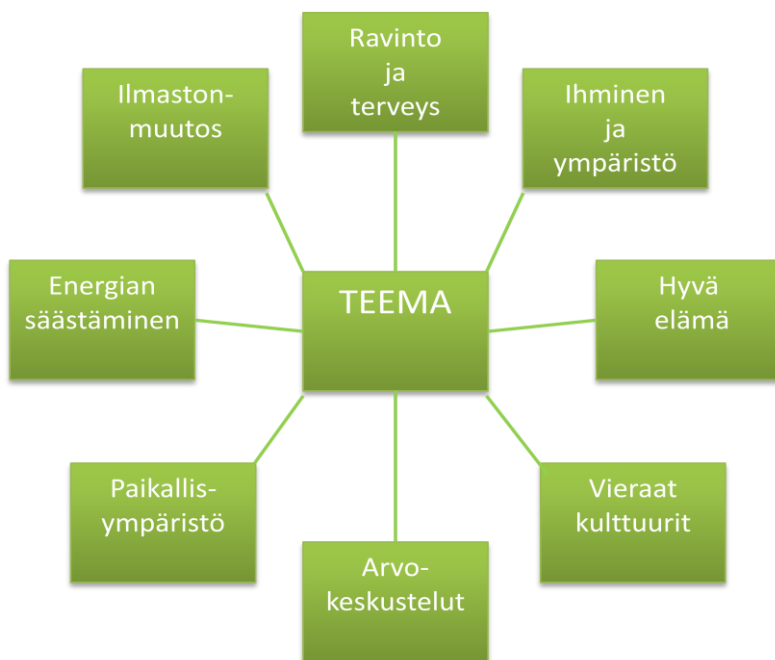 Ravinto
ja
terveys
Ilmaston-
muutos
Ihminen
ja
ympäristö
Energian
säästäminen
TEEMA
Hyvä
elämä
Paikallis-
ympäristö
Vieraat
kulttuurit
Arvo-
keskustelut